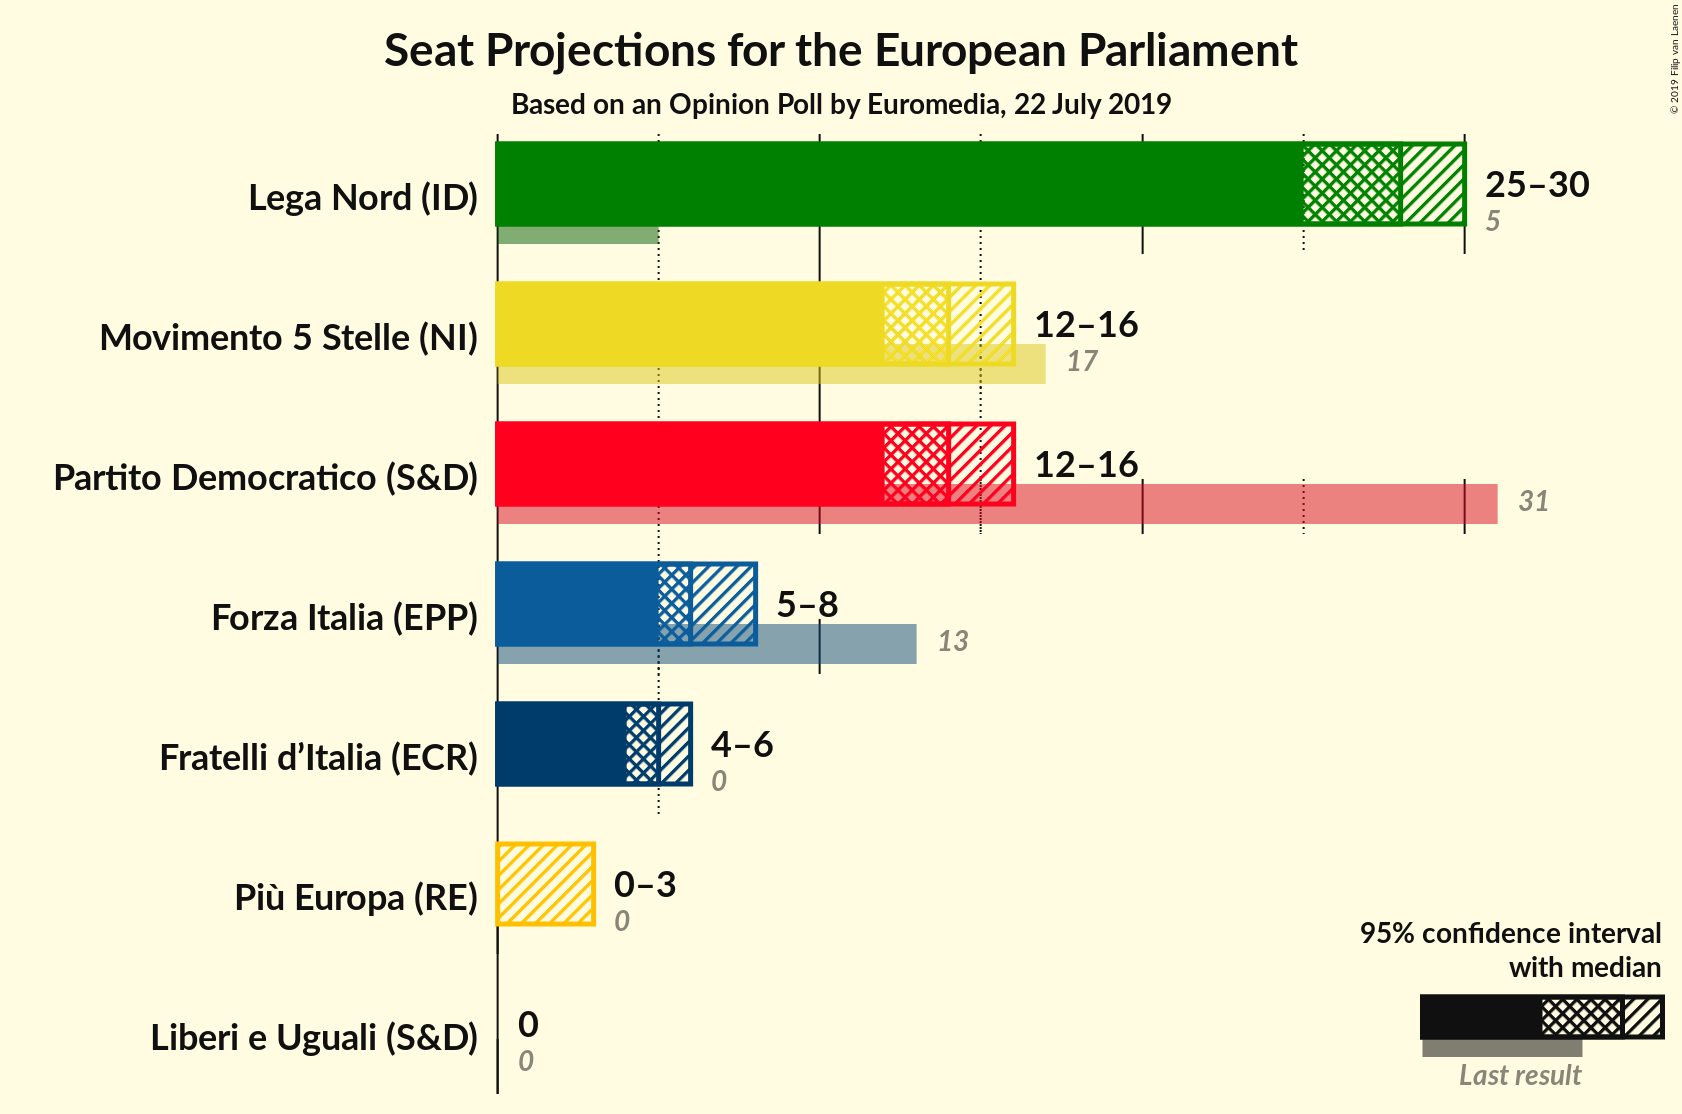 Seat Projections for the European Parliament
Based on an Opinion Poll by Euromedia, 22 July 2019
© 2019 Filip van Laenen
Lega Nord (ID)
25–30
5
Movimento 5 Stelle (NI)
12–16
17
Partito Democratico (S&D)
12–16
31
Forza Italia (EPP)
5–8
13
Fratelli d’Italia (ECR)
4–6
0
Più Europa (RE)
0–3
0
Liberi e Uguali (S&D)
0
0
95% confidence interval
with median
Last result